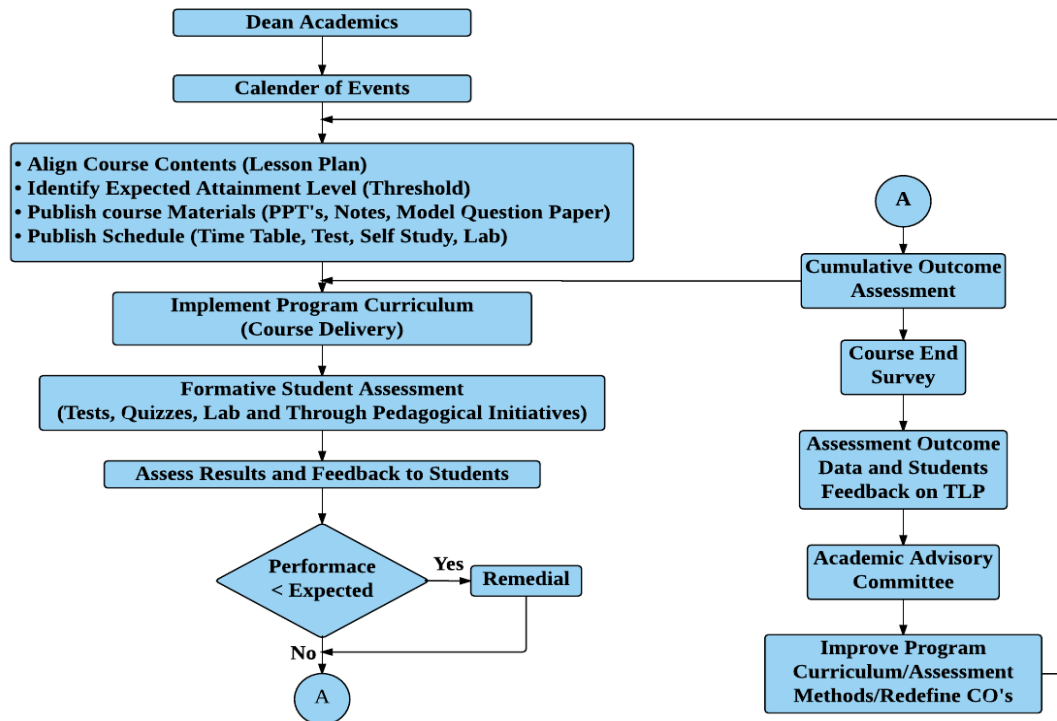 Dean Academics
Calender of Events
• Align Course Contents (Lesson Plan)
• Identify Expected Attainment Level (Threshold)
• Publish course Materials (PPT's, Notes, Model Question Paper)
• Publish Schedule (Time Table, Test, Self Study, Lab)
Implement Program Curriculum
(Course Delivery)
Formative Student Assessment
(Tests, Quizzes, Lab and Through Pedagogical Initiatives)
Assess Results and Feedback to Students
Performace
< Expected
Yes
Remedial
No
A
A
Cumulative Outcome
Assessment
Course End
Survey
Assessment Outcome
Data and Students
Feedback on TLP
Academic Advisory
Committee
Improve Program
Curriculum/Assessment
Methods/Redefine CO's